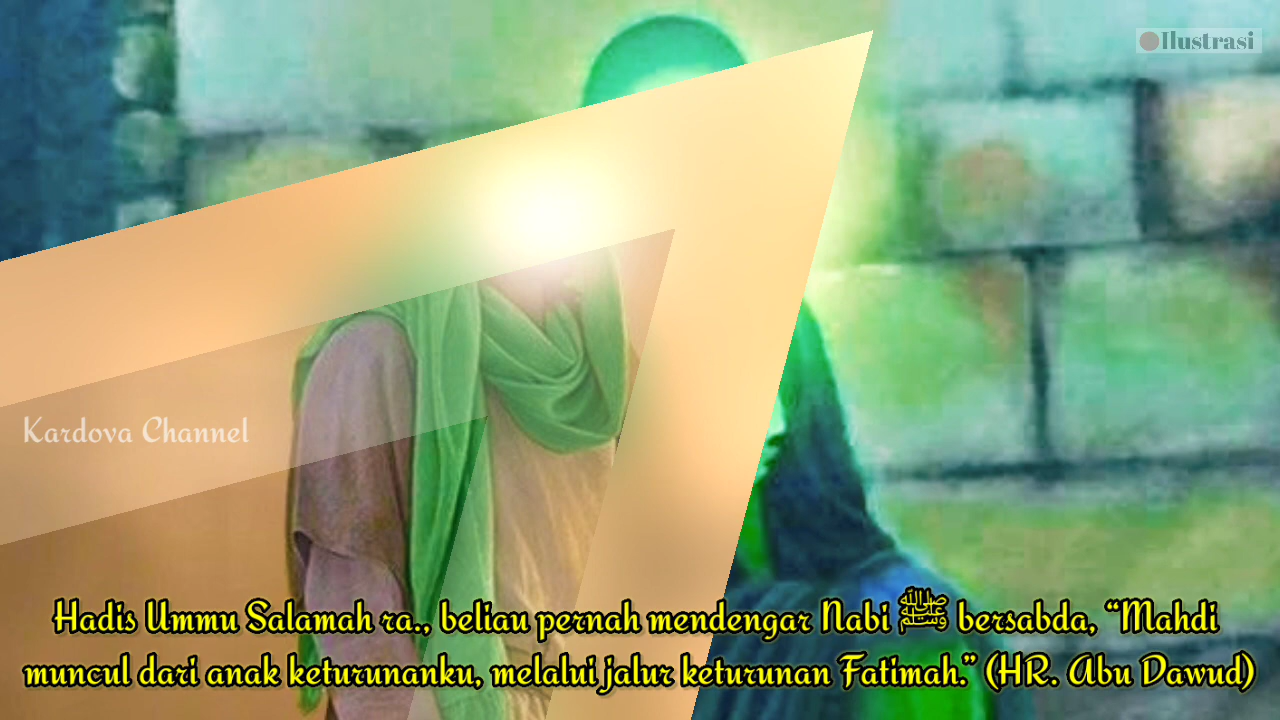 Ilustrasi
Kardova Channel
Hadis Ummu Salamah ra., beliau pernah mendengar Nabi ﷺ bersabda, “Mahdi
muncul dari anak keturunanku, melalui jalur keturunan Fatimah.” (HR. Abu Dawud)